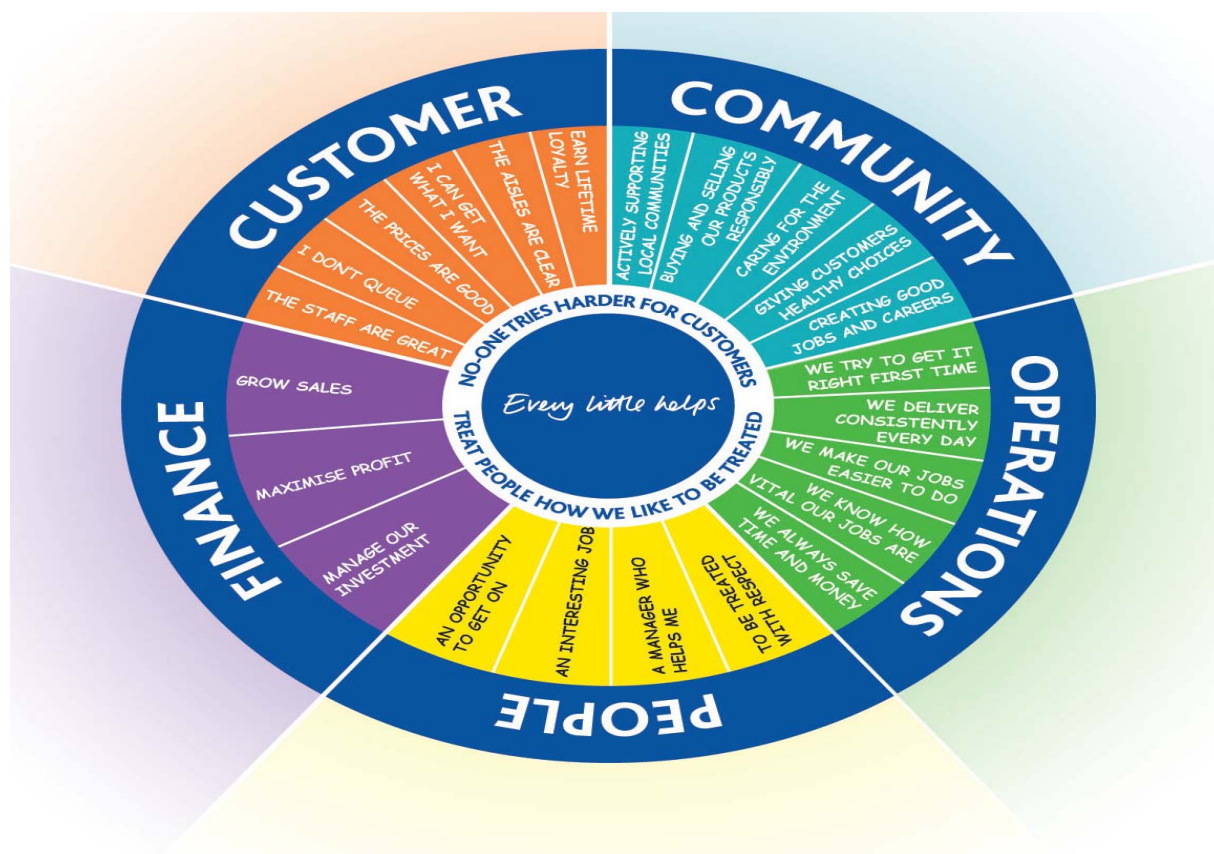 CUSTOMER
EARN LIFETIME
LOYALTY
THE AISLES ARE CLEAR
I CAN GET
WHAT I WANT
THE PRICES ARE GOOD
I DON'T QUEUE
THE STAFF ARE GREAT
COMMUNITY
ACTIVELY SUPPORTING
LOCAL COMMUNITIES
BUYING AND SELLING
OUR PRODUCTS
RESPONSIBLY
CARING FOR THE
ENVIRONMENT
GIVING CUSTOMERS
HEALTHY CHOICES
CREATING GOOD
JOBS AND CAREERS
OPERATIONS
WE TRY TO GET IT
RIGHT FIRST TIME
WE DELIVER
CONSISTENTLY
EVERY DAY
WE MAKE OUR JOBS
EASIER TO DO
WE KNOW HOW
VITAL OUR JOBS ARE
WE ALWAYS SAVE
TIME AND MONEY
PEOPLE
TO BE TREATED
WITH RESPECT
A MANAGER WHO
HELPS ME
AN INTERESTING JOB
AN OPPORTUNITY
TO GET ON
FINANCE
GROW SALES
MAXIMISE PROFIT
MANAGE OUR
INVESTMENT
NO-ONE TRIES HARDER FOR CUSTOMERS
Every little helps
TREAT PEOPLE HOW WE LIKE TO BE TREATED